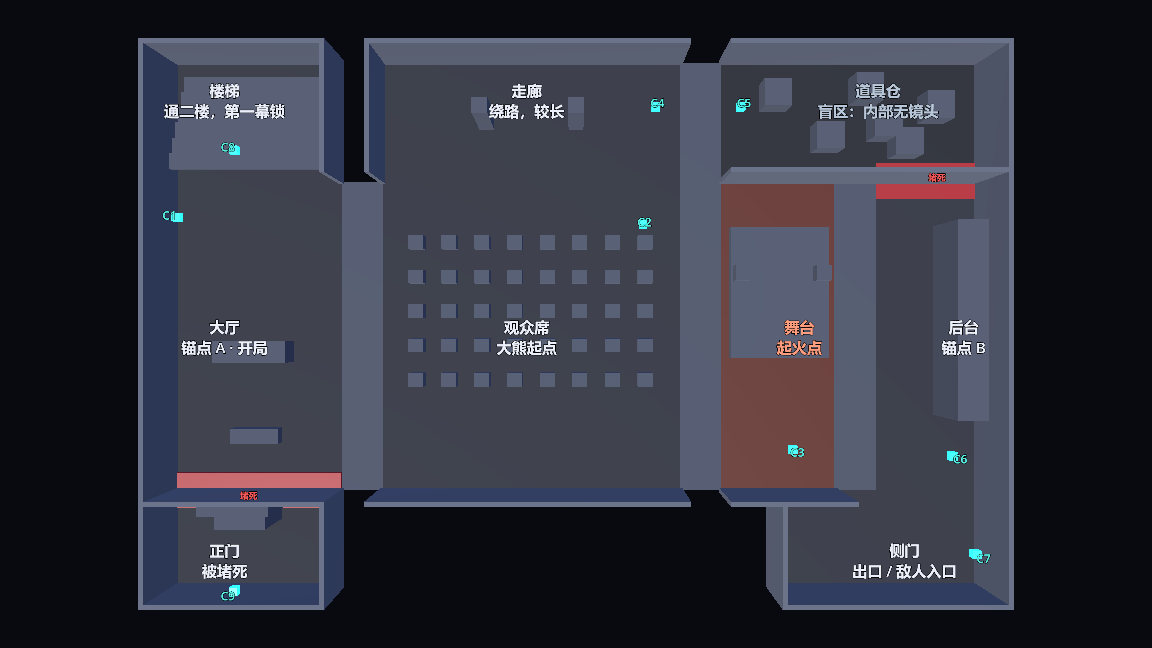 楼梯
通二楼，第一幕锁
走廊
绕路，较长
道具仓
盲区：内部无镜头
C4
C5
C8
堵死
C1
C2
大厅
锚点 A · 开局
观众席
大熊起点
舞台
起火点
后台
锚点 B
C3
C6
堵死
正门
被堵死
侧门
出口 / 敌人入口
C7
C9